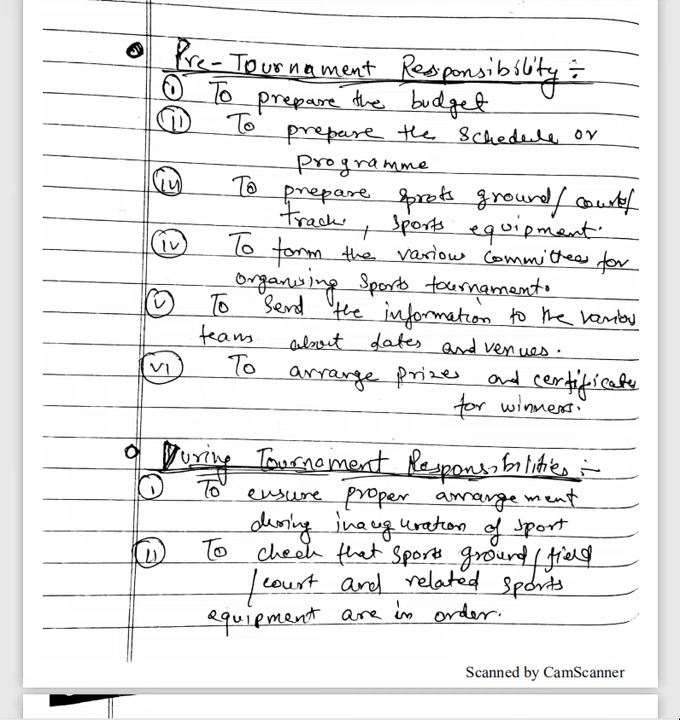 Pre-Tournament Responsibility ÷
(i) To prepare the budget
(ii) To prepare the schedule or
programme
(iii) To prepare sprots ground/court/
track, sports equipment.
(iv) To form the various committees for
organising sports tournament.
(v) To send the information to the various
teams about dates and venues.
(vi) To arrange prizes and certificates
for winners.
During Tournament Responsibilities ÷
(i) To ensure proper arrangement
during inauguration of sport
(ii) To check that sports ground/field
/court and related sports
equipment are in order.
Scanned by CamScanner